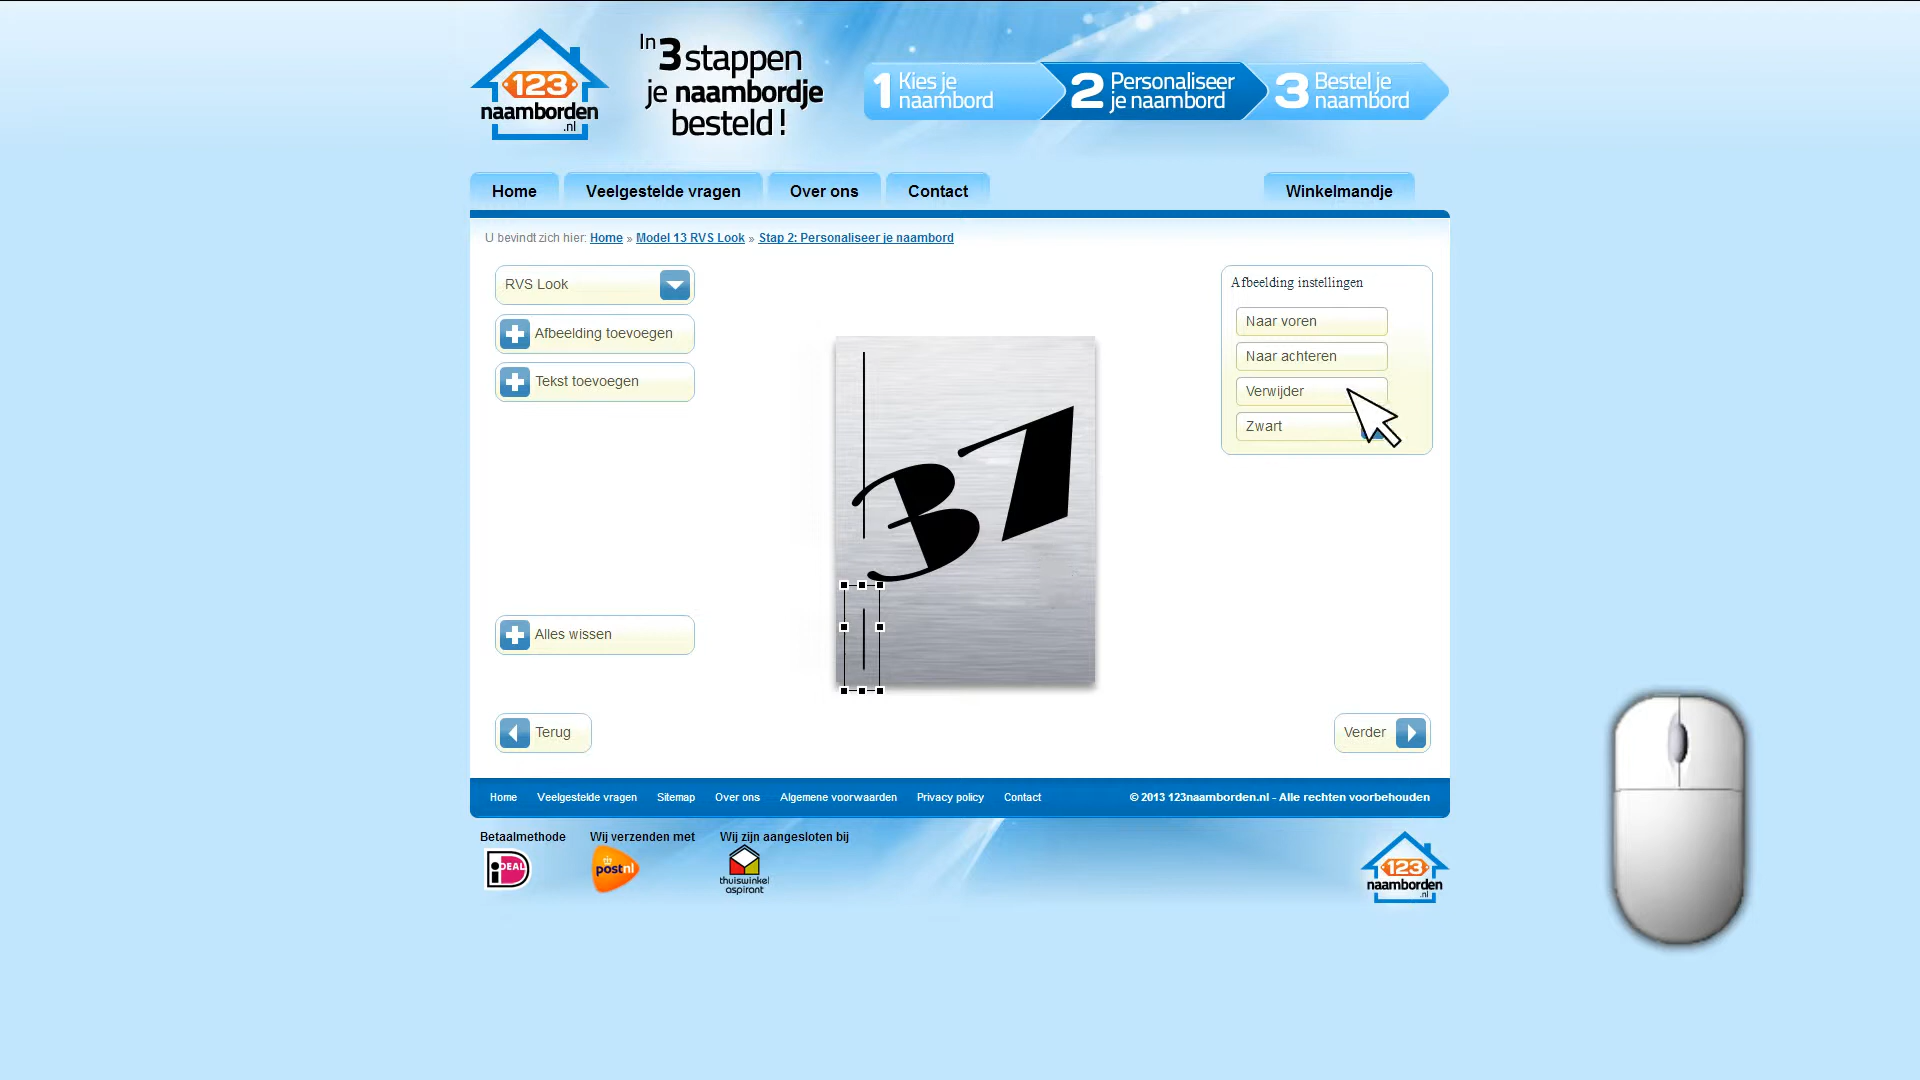 123
naamborden
.nl
In 3 stappen
je naambordje
besteld !
1 Kies je
naambord
2 Personaliseer
je naambord
3 Bestel je
naambord
Home
Veelgestelde vragen
Over ons
Contact
Winkelmandje
U bevindt zich hier: Home » Model 13 RVS Look » Stap 2: Personaliseer je naambord
RVS Look
Afbeelding toevoegen
Tekst toevoegen
Alles wissen
Terug
37
Afbeelding instellingen
Naar voren
Naar achteren
Verwijder
Zwart
Verder
Home
Veelgestelde vragen
Sitemap
Over ons
Algemene voorwaarden
Privacy policy
Contact
© 2013 123naamborden.nl - Alle rechten voorbehouden
Betaalmethode
iDEAL
Wij verzenden met
postnl
Wij zijn aangesloten bij
thuiswinkel
aspirant
123
naamborden
.nl